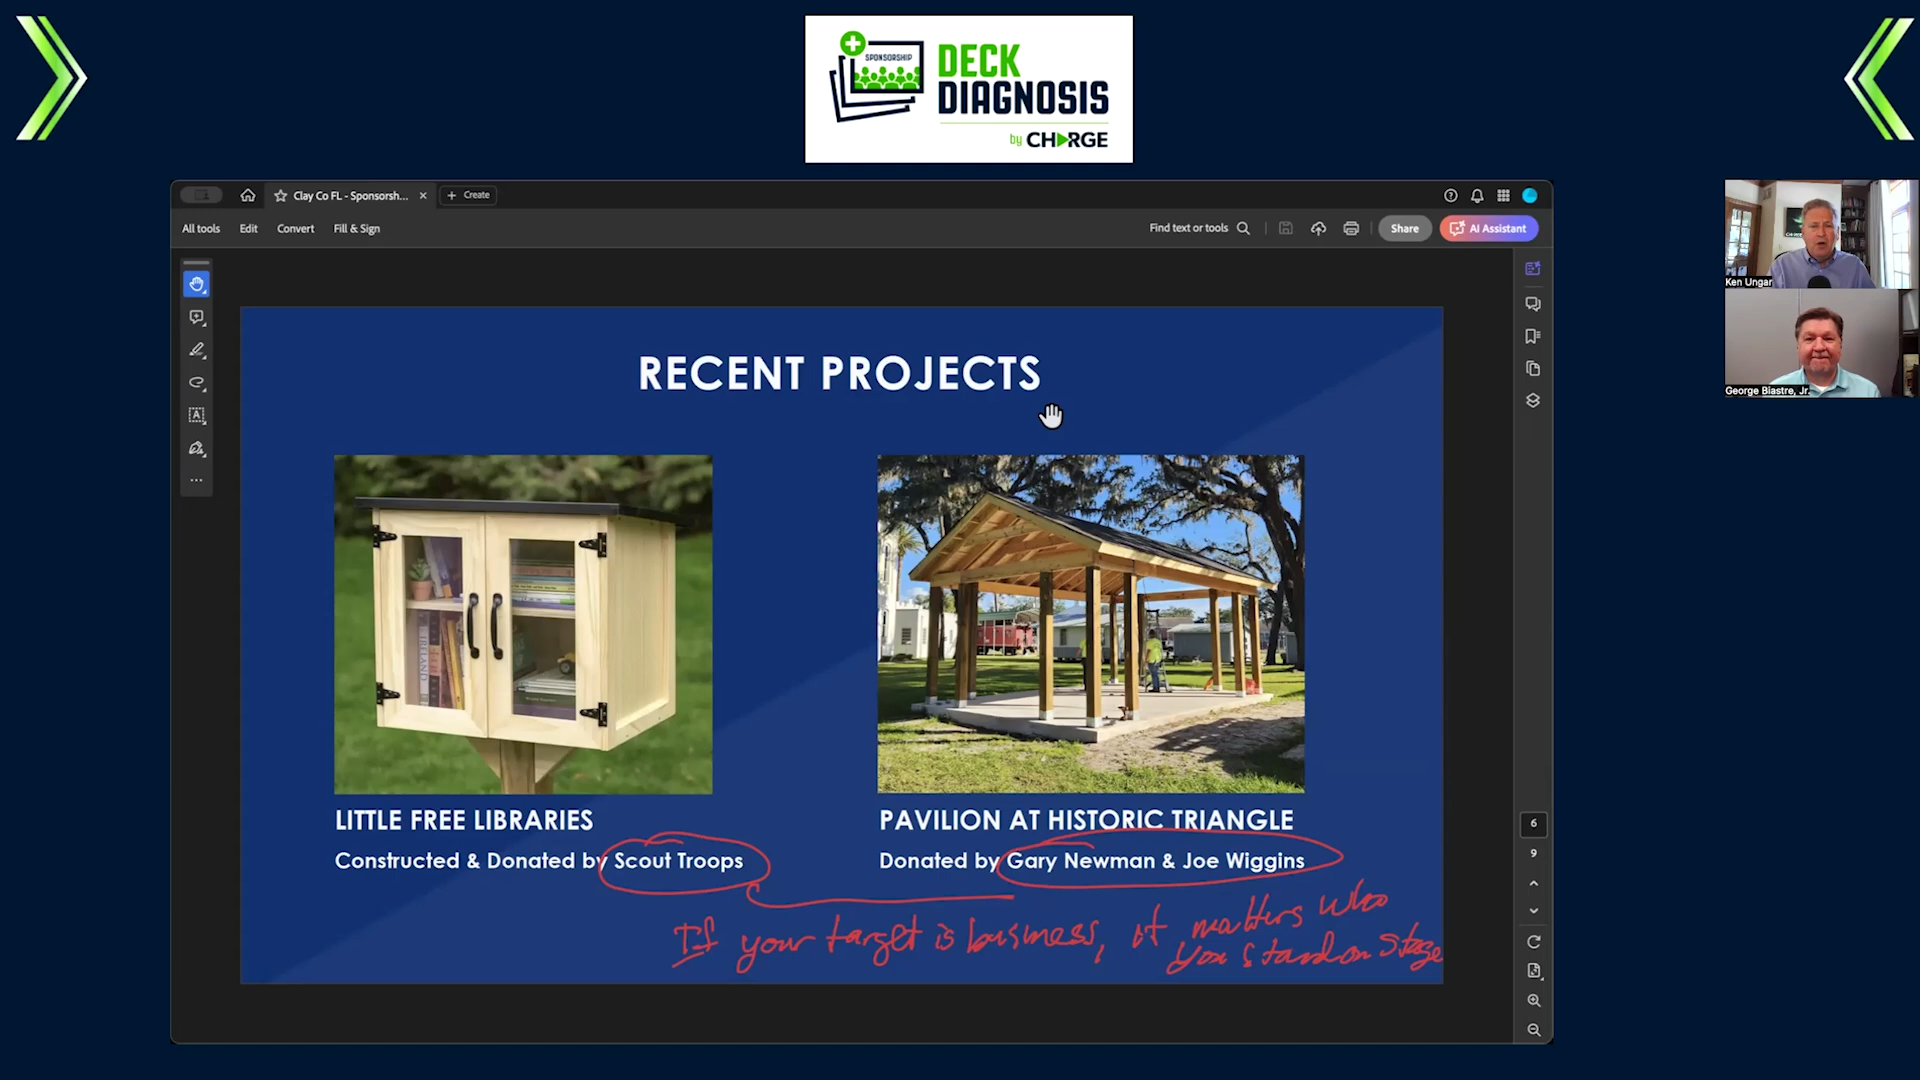 SPONSORSHIP
DECK
DIAGNOSIS
by CHARGE
Clay Co FL - Sponsorsh...
Create
All tools
Edit
Convert
Fill & Sign
Find text or tools
Share
AI Assistant
Ken Ungar
George Biastre, Jr.
RECENT PROJECTS
LITTLE FREE LIBRARIES
Constructed & Donated by Scout Troops
PAVILION AT HISTORIC TRIANGLE
Donated by Gary Newman & Joe Wiggins
If your target is business, it matters who
you stand on stage
6
9